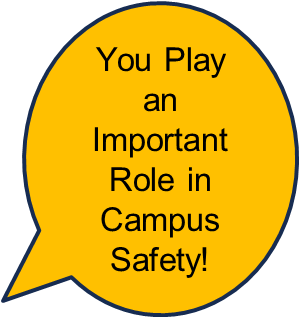 You Play
an
Important
Role in
Campus
Safety!